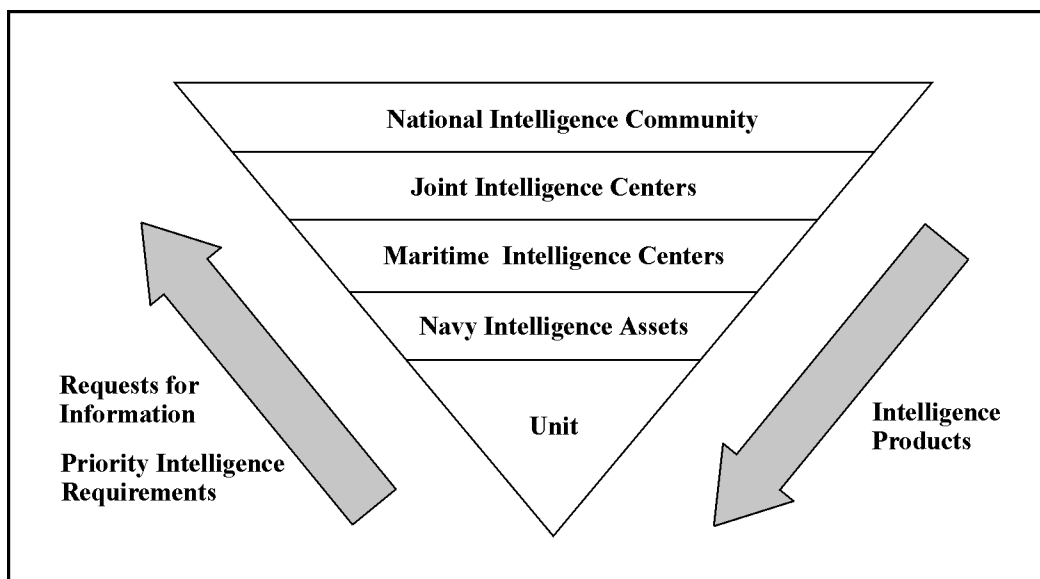 National Intelligence Community
Joint Intelligence Centers
Maritime  Intelligence Centers
Navy Intelligence Assets
Unit
Requests for
Information
Priority Intelligence
Requirements
Intelligence
Products